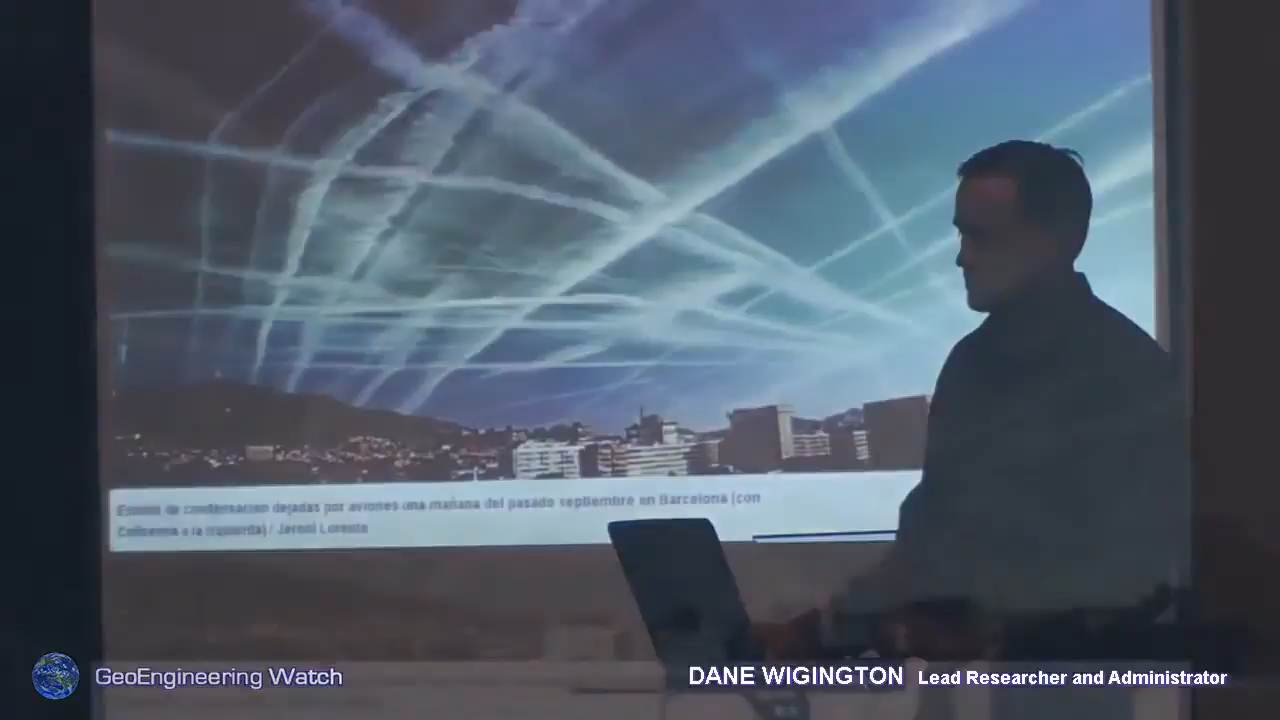 Estelas de condensación dejadas por aviones una mañana del pasado septiembre en Barcelona (con
Collserola a la izquierda) / Jeroni Lorente
GeoEngineering Watch
DANE WIGINGTON Lead Researcher and Administrator